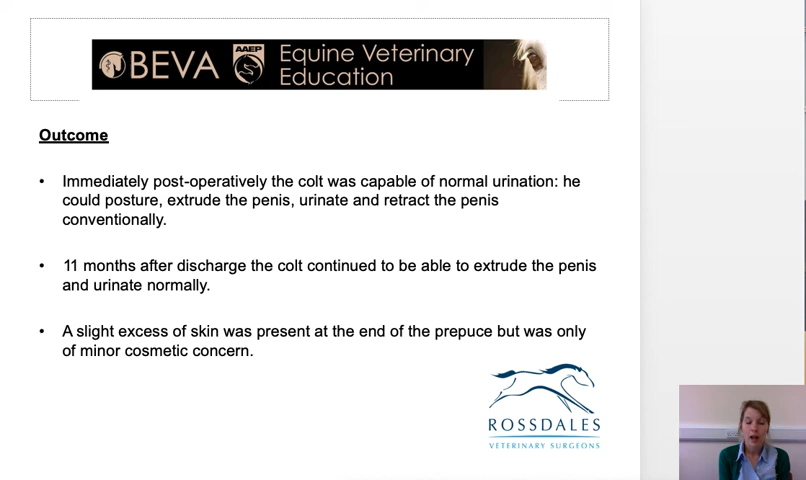 BEVA AAEP Equine Veterinary
Education
Outcome
• Immediately post-operatively the colt was capable of normal urination: he
could posture, extrude the penis, urinate and retract the penis
conventionally.
• 11 months after discharge the colt continued to be able to extrude the penis
and urinate normally.
• A slight excess of skin was present at the end of the prepuce but was only
of minor cosmetic concern.
ROSSDALES
VETERINARY SURGEONS